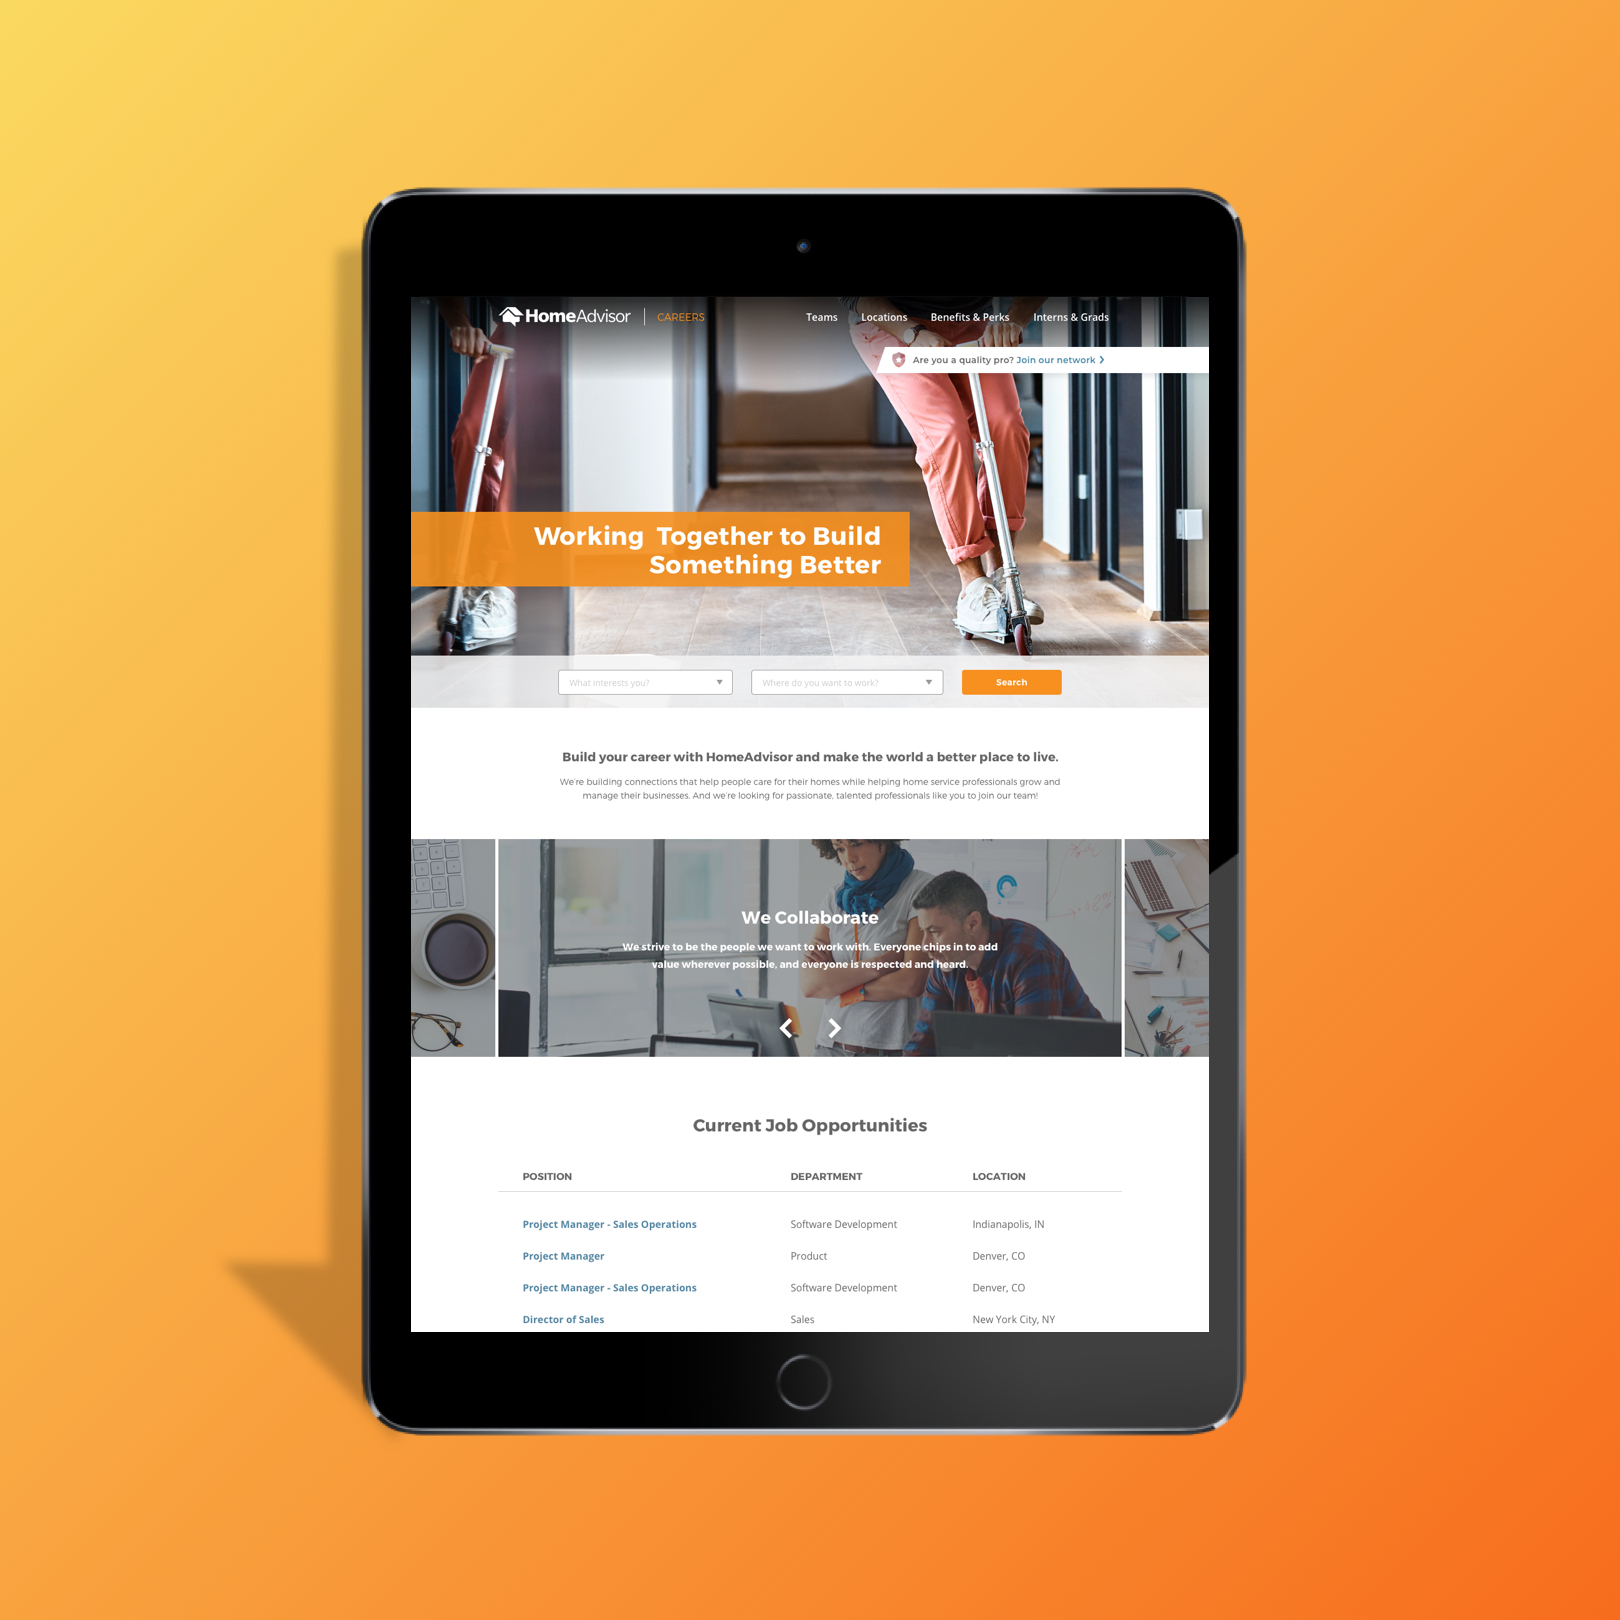 HomeAdvisor | CAREERS
Teams Locations Benefits & Perks Interns & Grads
Are you a quality pro? Join our network
Working Together to Build
Something Better
What interests you? Where do you want to work? Search
Build your career with HomeAdvisor and make the world a better place to live.
We're building connections that help people care for their homes while helping home service professionals grow and
manage their businesses. And we're looking for passionate, talented professionals like you to join our team!
We Collaborate
We strive to be the people we want to work with. Everyone chips in to add
value wherever possible, and everyone is respected and heard.
Current Job Opportunities
POSITION DEPARTMENT LOCATION
Project Manager - Sales Operations Software Development Indianapolis, IN
Project Manager Product Denver, CO
Project Manager - Sales Operations Software Development Denver, CO
Director of Sales Sales New York City, NY